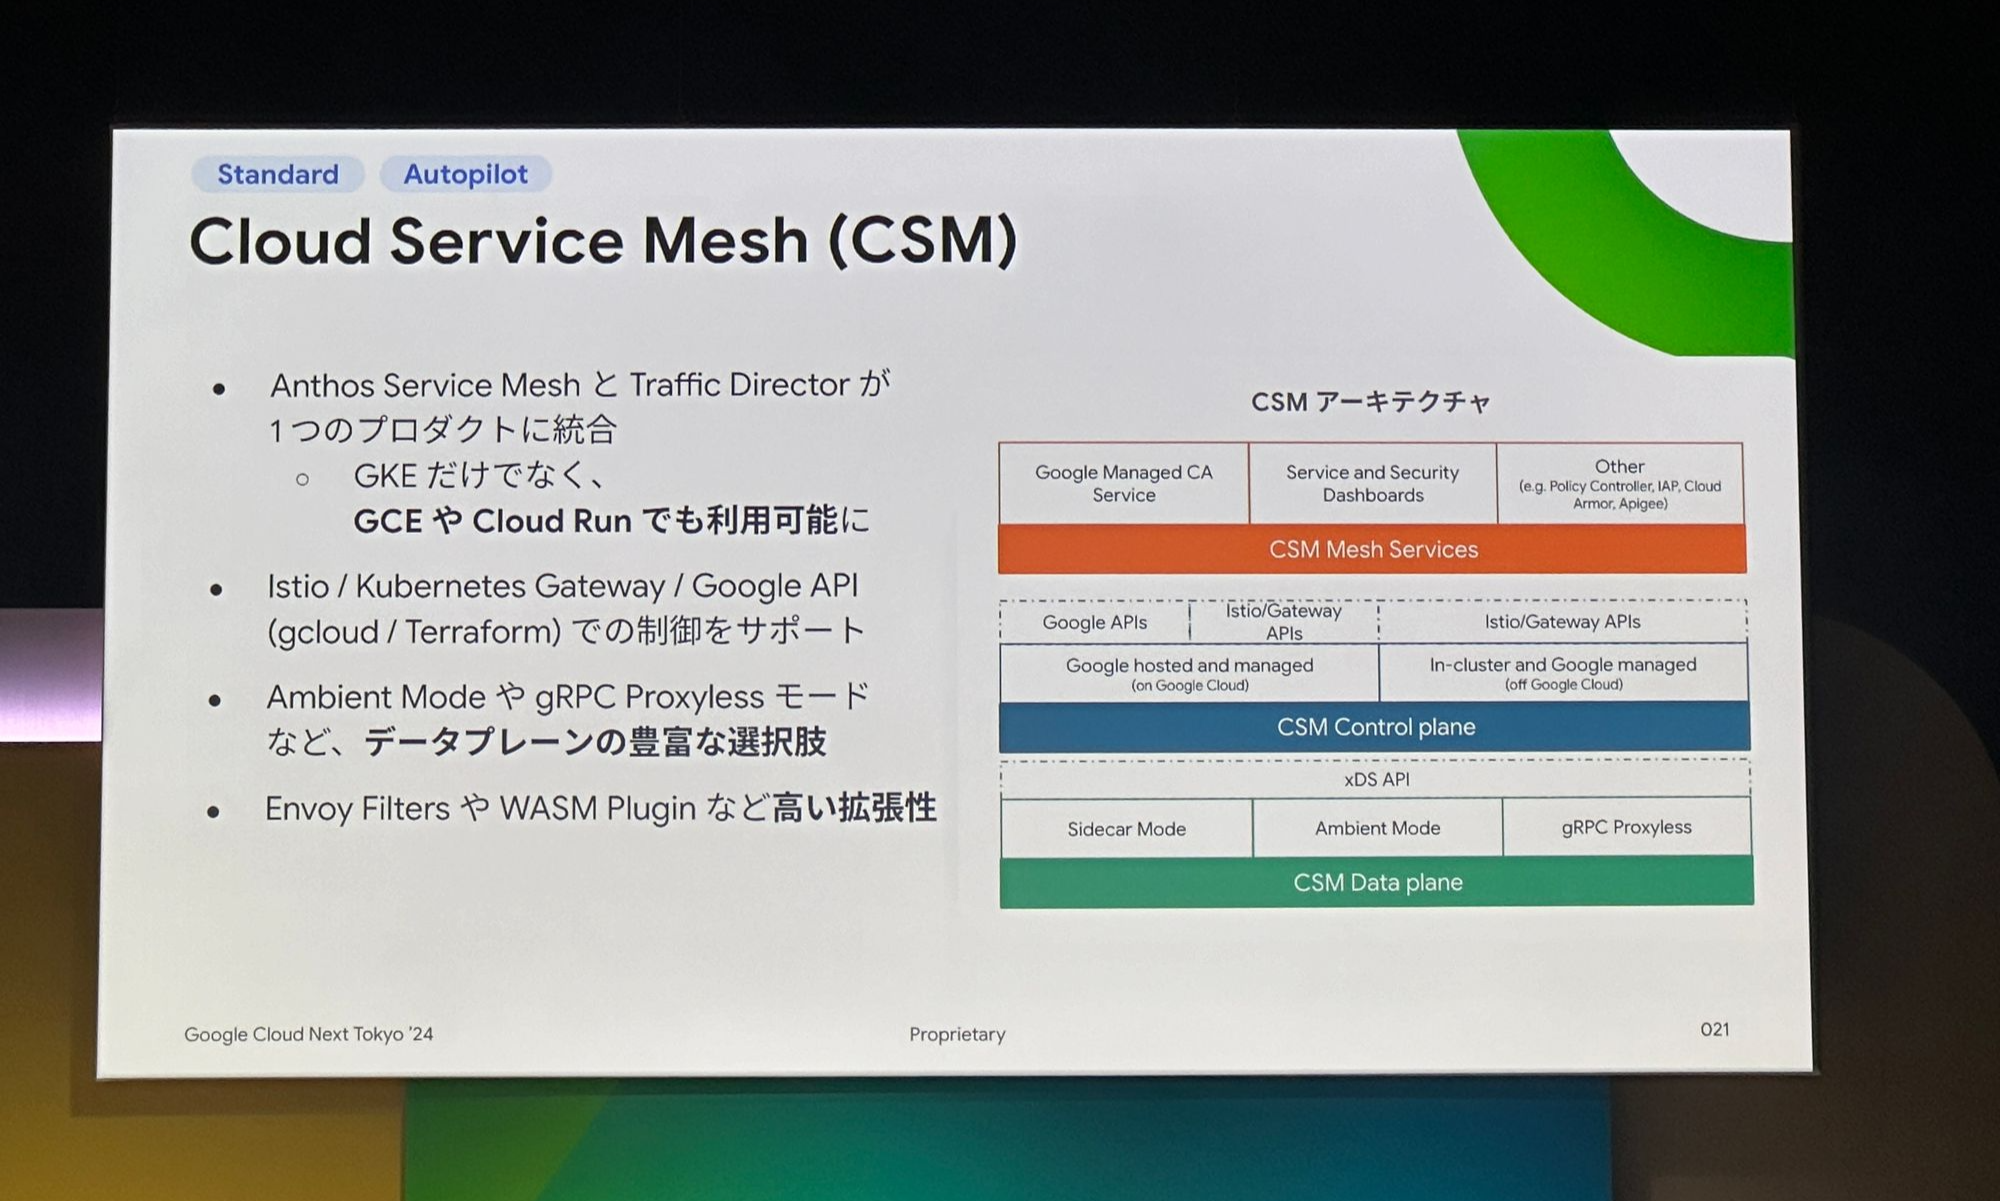 Standard Autopilot
Cloud Service Mesh (CSM)
● Anthos Service Mesh と Traffic Director が
1 つのプロダクトに統合
○ GKE だけでなく、
GCE や Cloud Run でも利用可能に
● Istio / Kubernetes Gateway / Google API
(gcloud / Terraform) での制御をサポート
● Ambient Mode や gRPC Proxyless モード
など、データプレーンの豊富な選択肢
● Envoy Filters や WASM Plugin など高い拡張性
CSM アーキテクチャ
Google Managed CA
Service
Service and Security
Dashboards
Other
(e.g. Policy Controller, IAP, Cloud
Armor, Apigee)
CSM Mesh Services
Google APIs
Istio/Gateway
APIs
Istio/Gateway APIs
Google hosted and managed
(on Google Cloud)
In-cluster and Google managed
(off Google Cloud)
CSM Control plane
xDS API
Sidecar Mode
Ambient Mode
gRPC Proxyless
CSM Data plane
Google Cloud Next Tokyo '24
Proprietary
021